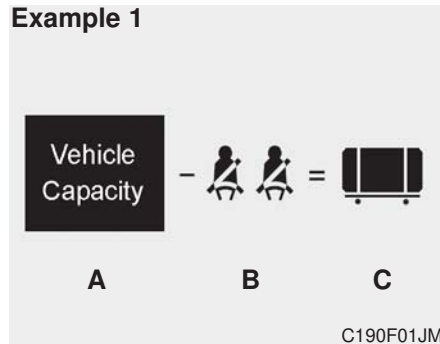 Example 1
Vehicle
Capacity
- =
A B C
C190F01JM